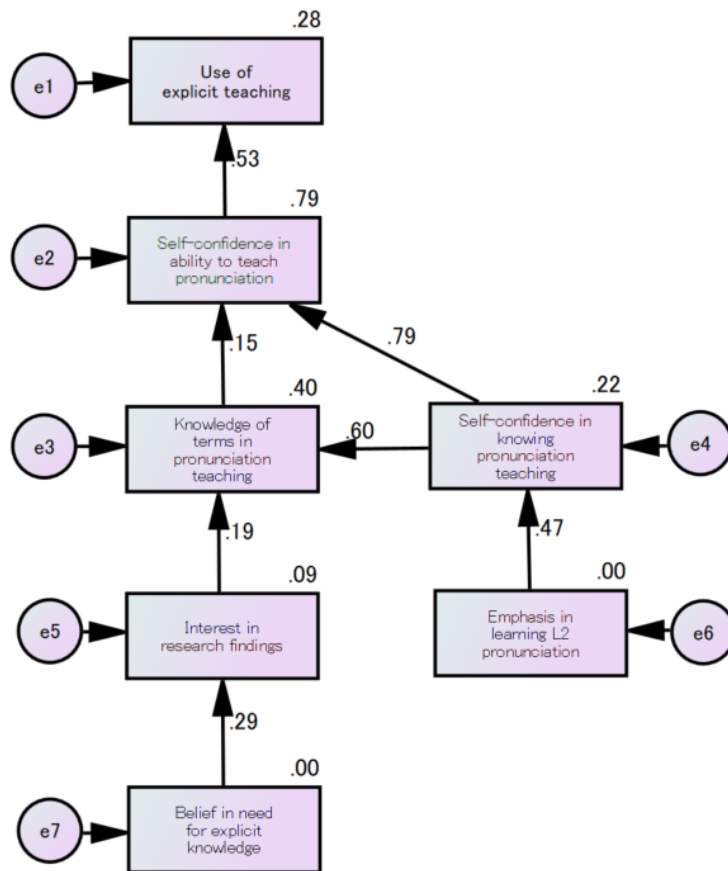 .28
e1
Use of
explicit teaching
.53
.79
e2
Self-confidence in
ability to teach
pronunciation
.15
.79
.40
.22
e3
Knowledge of
terms in
pronunciation
teaching
.60
Self-confidence in
knowing
pronunciation
teaching
e4
.19
.47
.09
.00
e5
Interest in
research findings
Emphasis in
learning L2
pronunciation
e6
.29
.00
e7
Belief in need
for explicit
knowledge